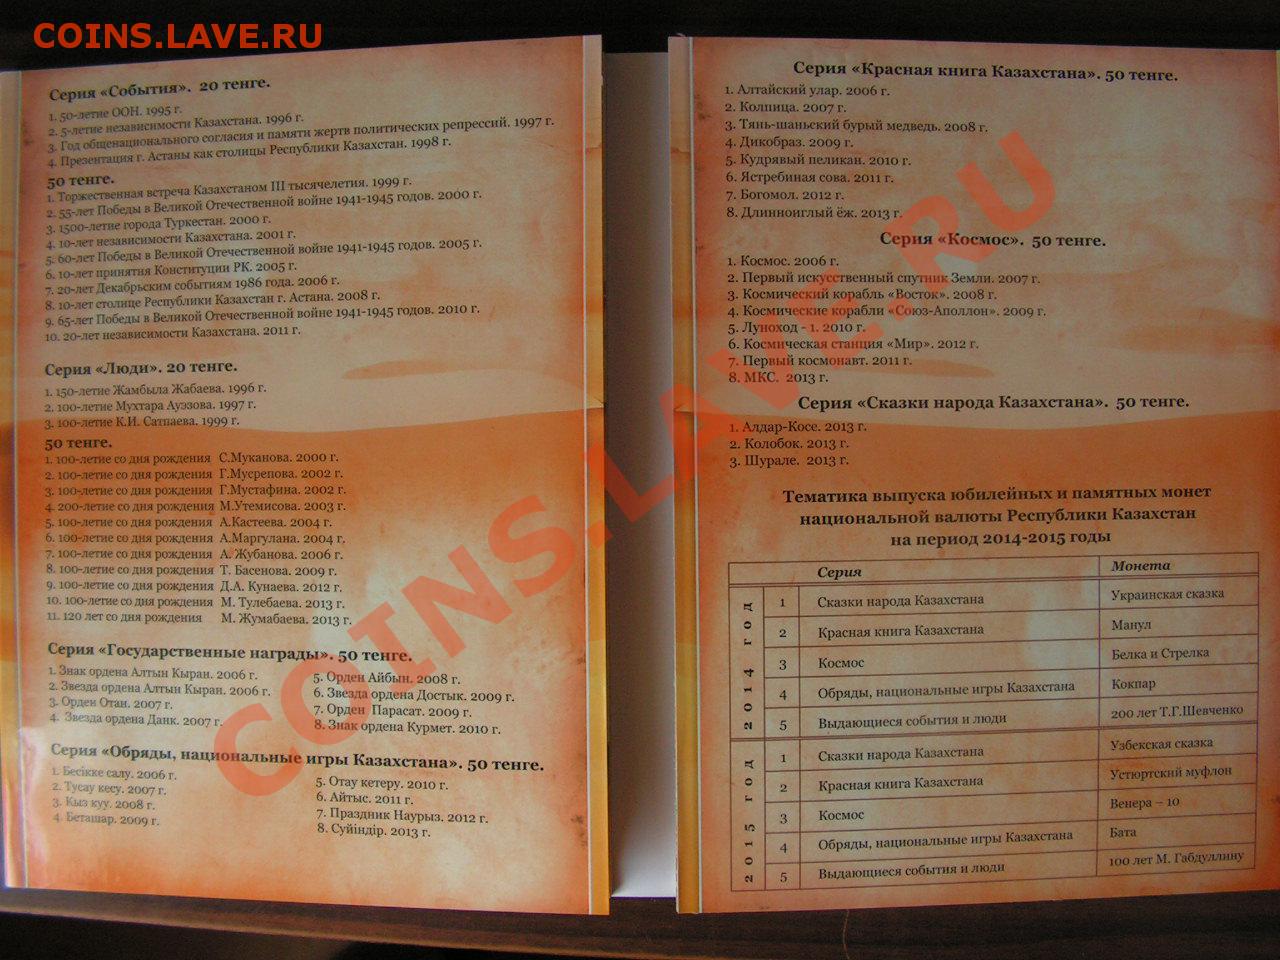 COINS.LAVE.RU
Серия «События». 20 тенге.
1. 50-летие ООН. 1995 г.
2. 5-летие независимости Казахстана. 1996 г.
3. Год общенационального согласия и памяти жертв политических репрессий. 1997 г.
4. Презентация г. Астаны как столицы Республики Казахстан. 1998 г.
50 тенге.
1. Торжественная встреча Казахстаном III тысячелетия. 1999 г.
2. 55-лет Победы в Великой Отечественной войне 1941-1945 годов. 2000 г.
3. 1500-летие города Туркестан. 2000 г.
4. 10-лет независимости Казахстана. 2001 г.
5. 60-лет Победы в Великой Отечественной войне 1941-1945 годов. 2005 г.
6. 10-лет принятия Конституции РК. 2005 г.
7. 20-лет Декабрьским событиям 1986 года. 2006 г.
8. 10-лет столице Республики Казахстан г. Астана. 2008 г.
9. 65-лет Победы в Великой Отечественной войне 1941-1945 годов. 2010 г.
10. 20-лет независимости Казахстана. 2011 г.
Серия «Люди». 20 тенге.
1. 150-летие Жамбыла Жабаева. 1996 г.
2. 100-летие Мухтара Ауэзова. 1997 г.
3. 100-летие К.И. Сатпаева. 1999 г.
50 тенге.
1. 100-летие со дня рождения С.Муканова. 2000 г.
2. 100-летие со дня рождения Г.Мусрепова. 2002 г.
3. 100-летие со дня рождения Г.Мустафина. 2002 г.
4. 200-летие со дня рождения М.Утемисова. 2003 г.
5. 100-летие со дня рождения А.Кастеева. 2004 г.
6. 100-летие со дня рождения А.Маргулана. 2004 г.
7. 100-летие со дня рождения А. Жубанова. 2006 г.
8. 100-летие со дня рождения Т. Басенова. 2009 г.
9. 100-летие со дня рождения Д.А. Кунаева. 2012 г.
10. 100-летие со дня рождения М. Тулебаева. 2013 г.
11. 120 лет со дня рождения М. Жумабаева. 2013 г.
Серия «Государственные награды». 50 тенге.
1. Знак ордена Алтын Кыран. 2006 г.
2. Звезда ордена Алтын Кыран. 2006 г.
3. Орден Отан. 2007 г.
4. Звезда ордена Данк. 2007 г.
5. Орден Айбын. 2008 г.
6. Звезда ордена Достык. 2009 г.
7. Орден Парасат. 2009 г.
8. Знак ордена Курмет. 2010 г.
Серия «Обряды, национальные игры Казахстана». 50 тенге.
1. Бесікке салу. 2006 г.
2. Тусау кесу. 2007 г.
3. Кыз куу. 2008 г.
4. Беташар. 2009 г.
5. Отау кетеру. 2010 г.
6. Айтыс. 2011 г.
7. Праздник Наурыз. 2012 г.
8. Суйіндір. 2013 г.
Серия «Красная книга Казахстана». 50 тенге.
1. Алтайский улар. 2006 г.
2. Колпица. 2007 г.
3. Тянь-шаньский бурый медведь. 2008 г.
4. Дикобраз. 2009 г.
5. Кудрявый пеликан. 2010 г.
6. Ястребиная сова. 2011 г.
7. Богомол. 2012 г.
8. Длинноиглый ёж. 2013 г.
Серия «Космос». 50 тенге.
1. Космос. 2006 г.
2. Первый искусственный спутник Земли. 2007 г.
3. Космический корабль «Восток». 2008 г.
4. Космические корабли «Союз-Аполлон». 2009 г.
5. Луноход - 1. 2010 г.
6. Космическая станция «Мир». 2012 г.
7. Первый космонавт. 2011 г.
8. МКС. 2013 г.
Серия «Сказки народа Казахстана». 50 тенге.
1. Алдар-Косе. 2013 г.
2. Колобок. 2013 г.
3. Шурале. 2013 г.
Тематика выпуска юбилейных и памятных монет
национальной валюты Республики Казахстан
на период 2014-2015 годы
Серия Монета
2014 год
1 Сказки народа Казахстана Украинская сказка
2 Красная книга Казахстана Манул
3 Космос Белка и Стрелка
4 Обряды, национальные игры Казахстана Кокпар
5 Выдающиеся события и люди 200 лет Т.Г.Шевченко
2015 год
1 Сказки народа Казахстана Узбекская сказка
2 Красная книга Казахстана Устюртский муфлон
3 Космос Венера – 10
4 Обряды, национальные игры Казахстана Бата
5 Выдающиеся события и люди 100 лет М. Габдуллину
COINS.LAVE.RU